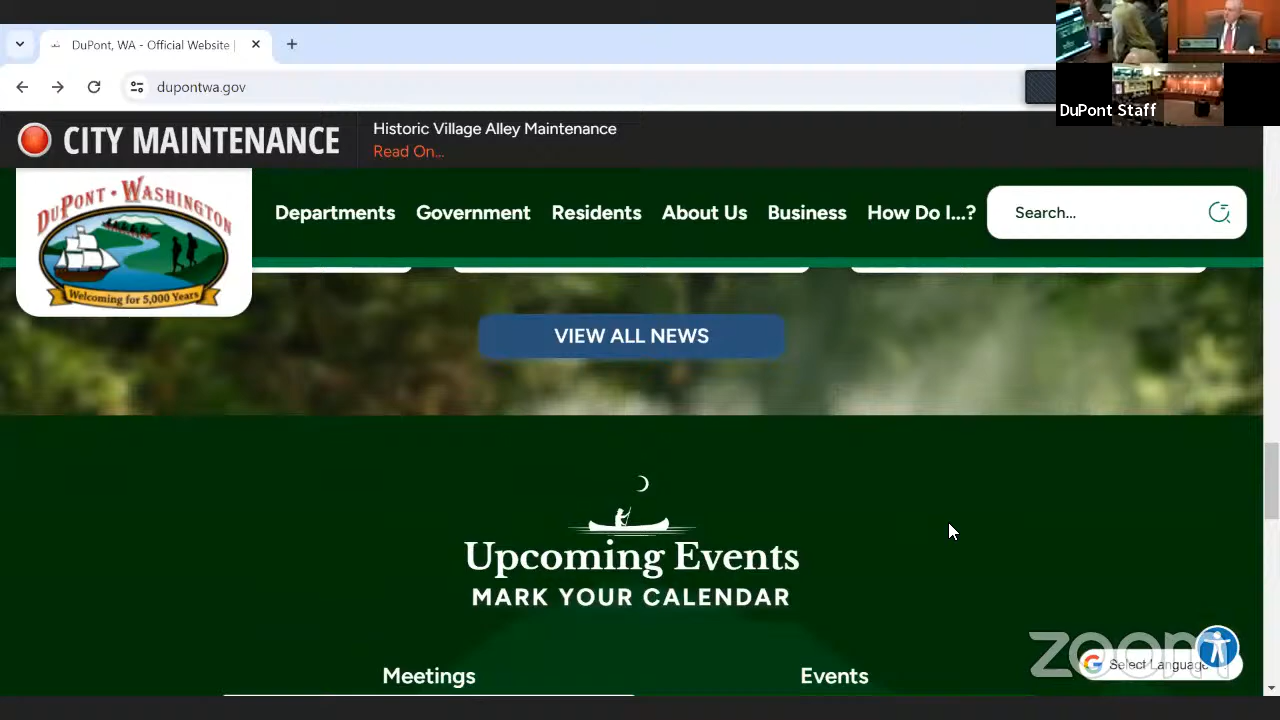 DuPont, WA - Official Website |
dupontwa.gov
DuPont Staff
CITY MAINTENANCE
Historic Village Alley Maintenance
Read On...
DUPONT • WASHINGTON
Welcoming for 5,000 Years
Departments
Government
Residents
About Us
Business
How Do I...?
Search...
VIEW ALL NEWS
Upcoming Events
MARK YOUR CALENDAR
Meetings
Events
zoom
Select Language